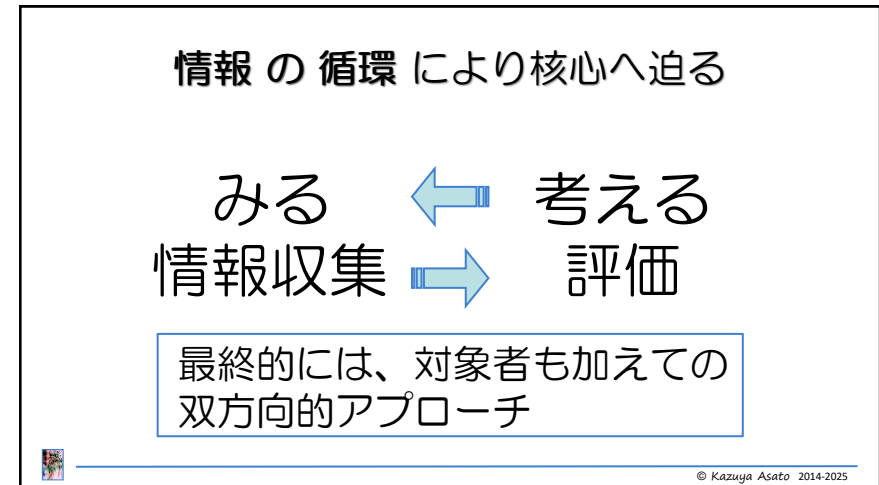 情報 の 循環 により核心へ迫る
みる 考える
情報収集 評価
最終的には、対象者も加えての
双方向的アプローチ
© Kazuya Asato 2014-2025